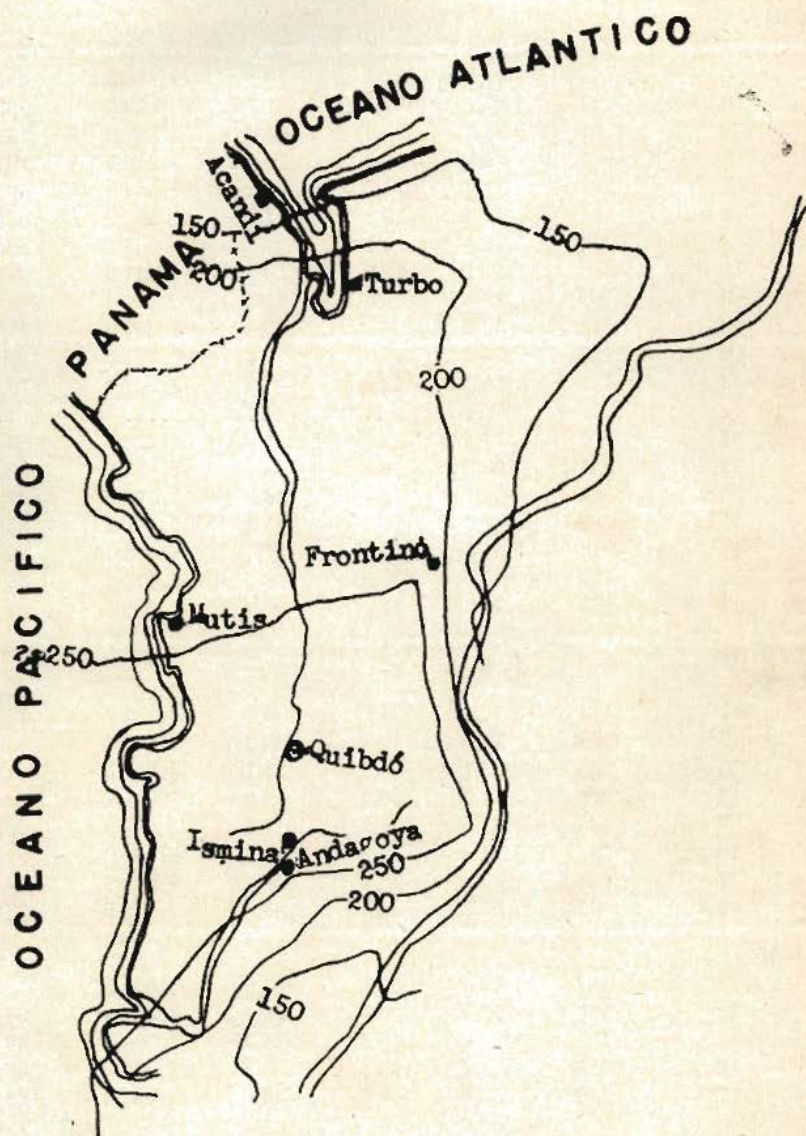 OCEANO ATLANTICO
Acandi
150
PANAMA
200
150
Turbo
200
OCEANO PACIFICO
Frontino
Mutis
250
Quibdó
Ismina
Andagoya
250
200
150